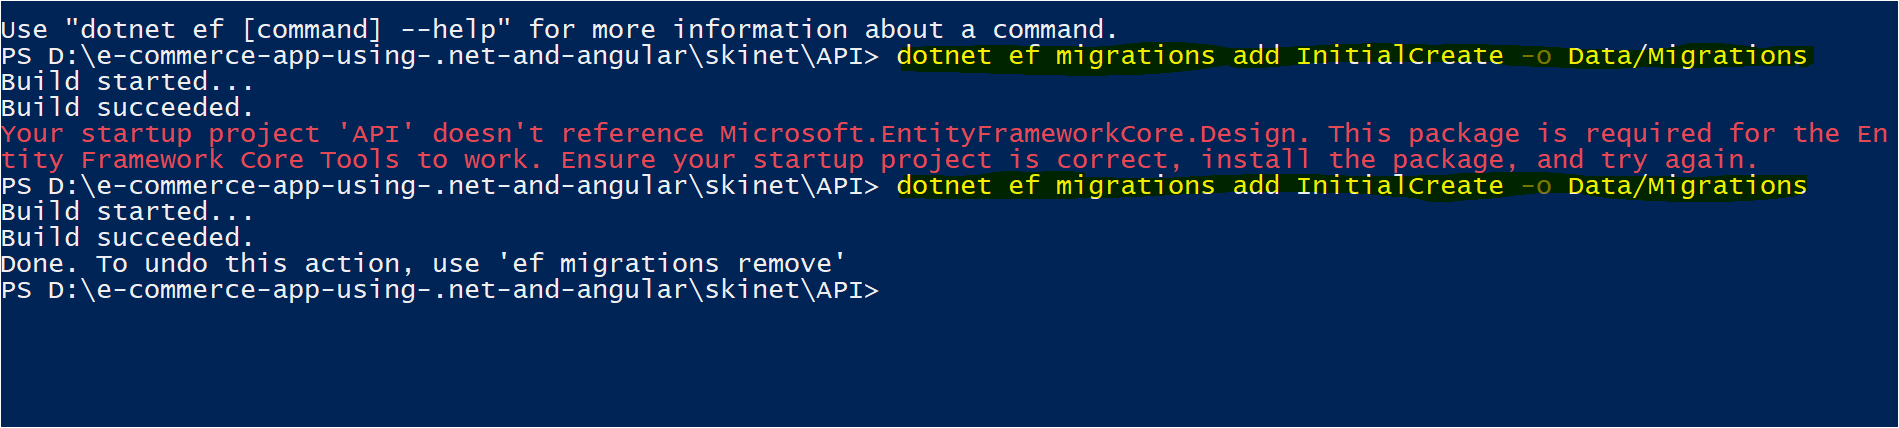 Use "dotnet ef [command] --help" for more information about a command.
PS D:\e-commerce-app-using-.net-and-angular\skinet\API> dotnet ef migrations add InitialCreate -o Data/Migrations
Build started...
Build succeeded.
Your startup project 'API' doesn't reference Microsoft.EntityFrameworkCore.Design. This package is required for the En
tity Framework Core Tools to work. Ensure your startup project is correct, install the package, and try again.
PS D:\e-commerce-app-using-.net-and-angular\skinet\API> dotnet ef migrations add InitialCreate -o Data/Migrations
Build started...
Build succeeded.
Done. To undo this action, use 'ef migrations remove'
PS D:\e-commerce-app-using-.net-and-angular\skinet\API>